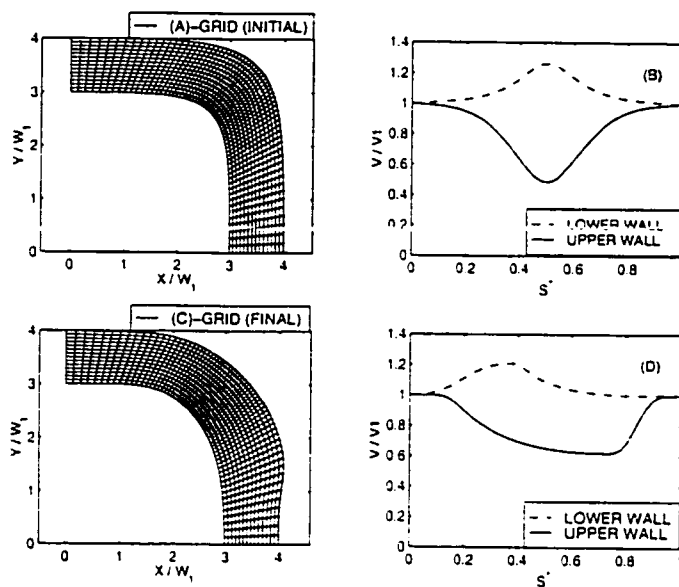 (A)-GRID (INITIAL)
4
3
2
1
0
Y / W1
0 1 2 3 4
X / W1
(B)
1.4
1.2
1
0.8
0.6
0.4
0.2
0
V / V1
LOWER WALL
UPPER WALL
0 0.2 0.4 0.6 0.8
S*
(C)-GRID (FINAL)
4
3
2
1
0
Y / W1
0 1 2 3 4
X / W1
(D)
1.4
1.2
1
0.8
0.6
0.4
0.2
0
V / V1
LOWER WALL
UPPER WALL
0 0.2 0.4 0.6 0.8
S*